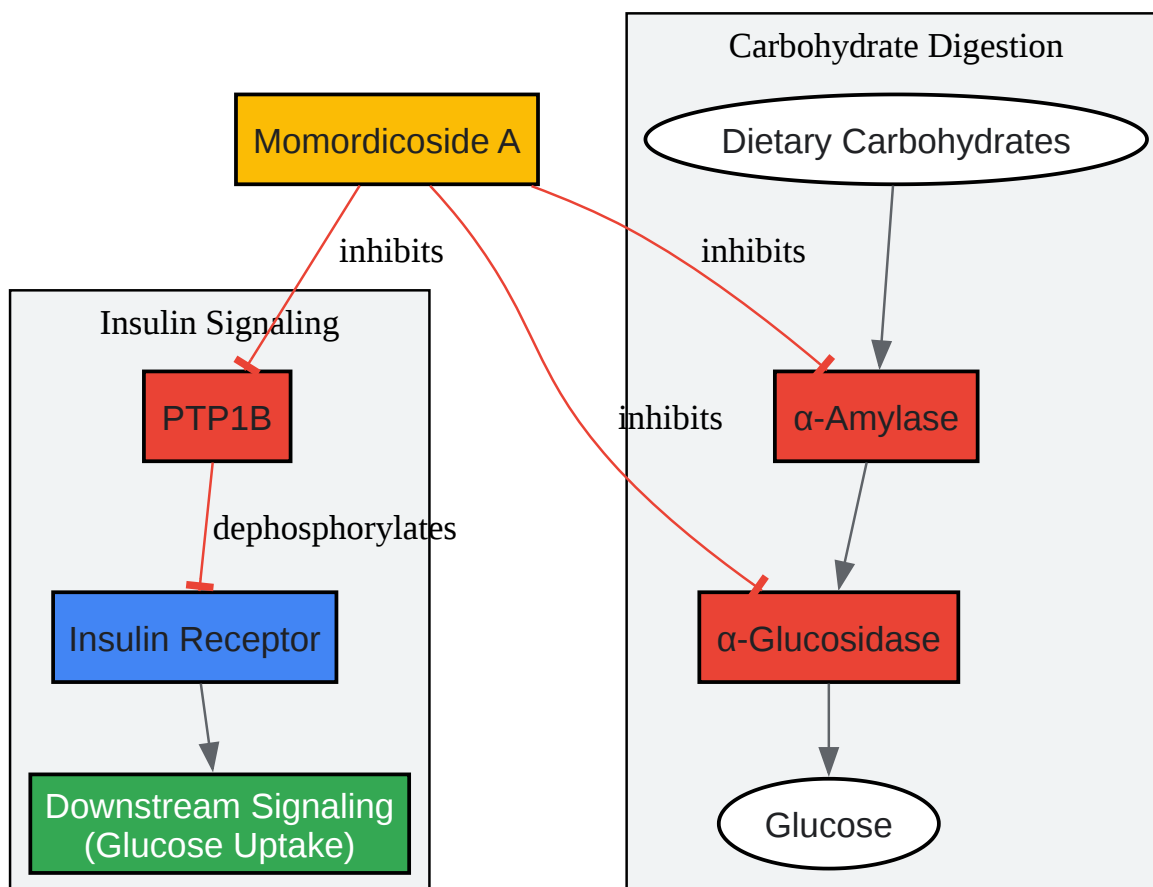 Carbohydrate Digestion
Momordicoside A
Dietary Carbohydrates
inhibits
inhibits
Insulin Signaling
PTP1B
inhibits
α-Amylase
dephosphorylates
Insulin Receptor
α-Glucosidase
Downstream Signaling
(Glucose Uptake)
Glucose